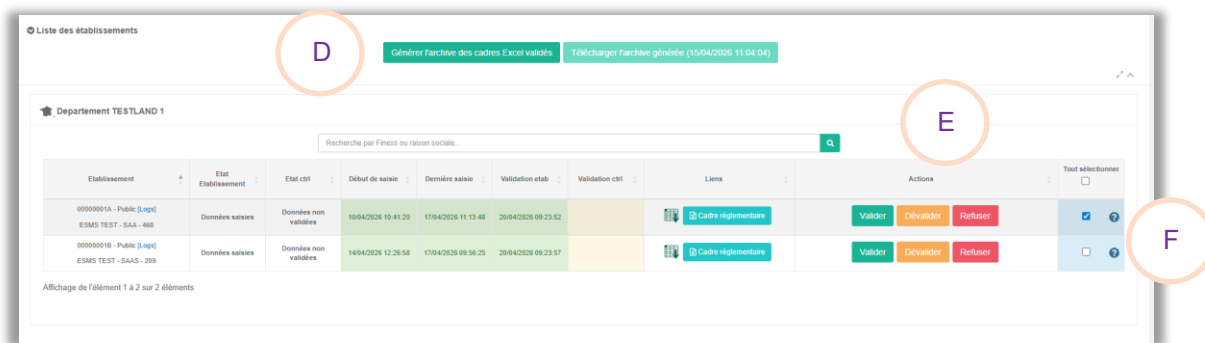 Liste des établissements
D
Générer l'archive des cadres Excel validés Télécharger l'archive générée (15/04/2026 11:04:04)
Departement TESTLAND 1
E
Recherche par Finess ou raison sociale...
Etablissement Etat Etablissement Etat ctrl Début de saisie Dernière saisie Validation etab Validation ctrl Liens Actions Tout sélectionner
00000001A - Public [Logs]
ESMS TEST - SAA - 460
Données saisies Données non validées 10/04/2026 10:41:20 17/04/2026 11:13:48 20/04/2026 09:23:52 Cadre réglementaire Valider Dévalider Refuser
F
00000001B - Public [Logs]
ESMS TEST - SAAS - 209
Données saisies Données non validées 14/04/2026 12:26:58 17/04/2026 09:56:25 20/04/2026 09:23:57 Cadre réglementaire Valider Dévalider Refuser
Affichage de l'élément 1 à 2 sur 2 éléments